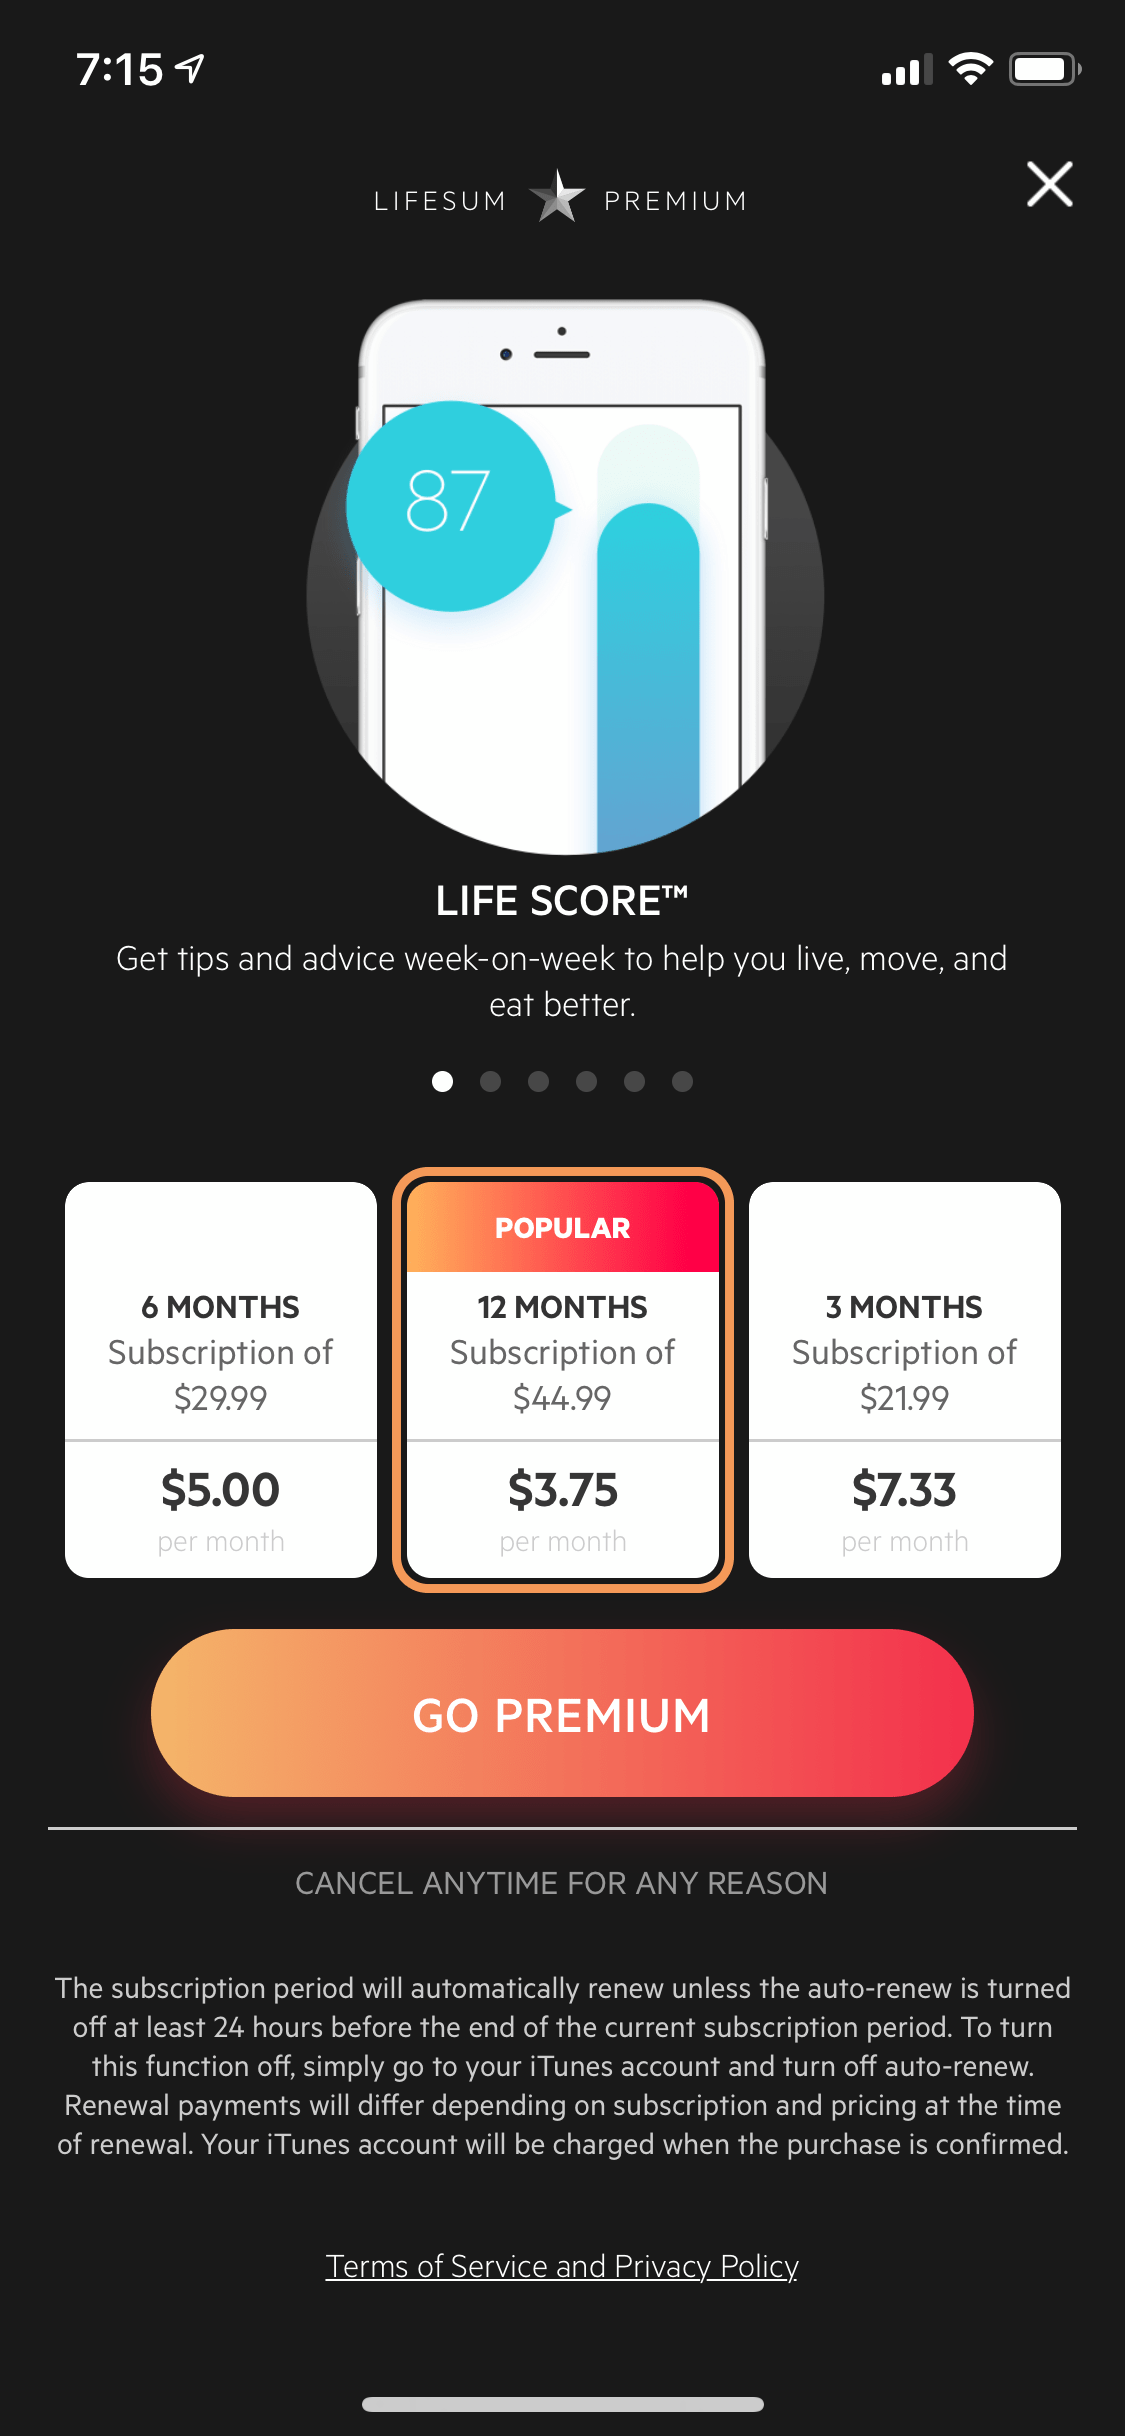 7:15
LIFESUM PREMIUM
87
LIFE SCORE™
Get tips and advice week-on-week to help you live, move, and
eat better.
6 MONTHS
Subscription of
$29.99
$5.00
per month
POPULAR
12 MONTHS
Subscription of
$44.99
$3.75
per month
3 MONTHS
Subscription of
$21.99
$7.33
per month
GO PREMIUM
CANCEL ANYTIME FOR ANY REASON
The subscription period will automatically renew unless the auto-renew is turned
off at least 24 hours before the end of the current subscription period. To turn
this function off, simply go to your iTunes account and turn off auto-renew.
Renewal payments will differ depending on subscription and pricing at the time
of renewal. Your iTunes account will be charged when the purchase is confirmed.
Terms of Service and Privacy Policy